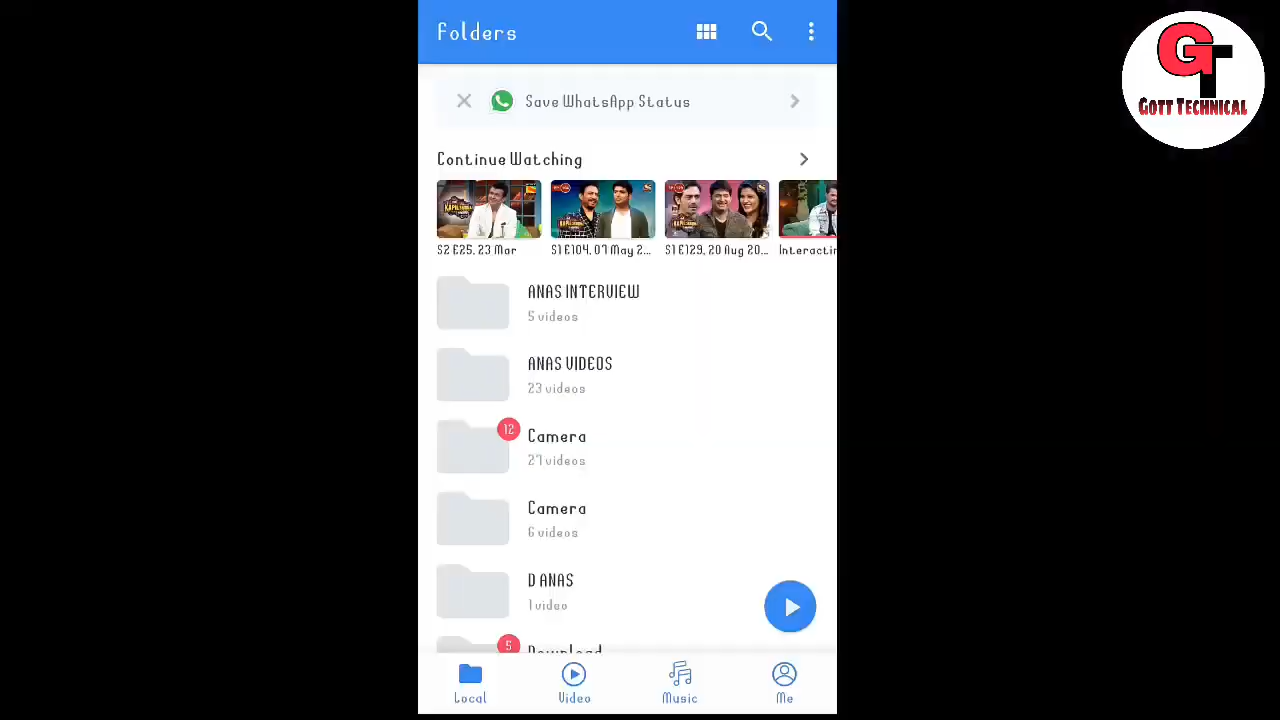 Folders
GT
GOTT TECHNICAL
Save WhatsApp Status
Continue Watching
S2 E25, 23 Mar
S1 E104, 07 May 2...
S1 E129, 20 Aug 20...
Interactin
ANAS INTERVIEW
5 videos
ANAS VIDEOS
23 videos
12
Camera
27 videos
Camera
6 videos
D ANAS
1 video
5
Download
Local
Video
Music
Me